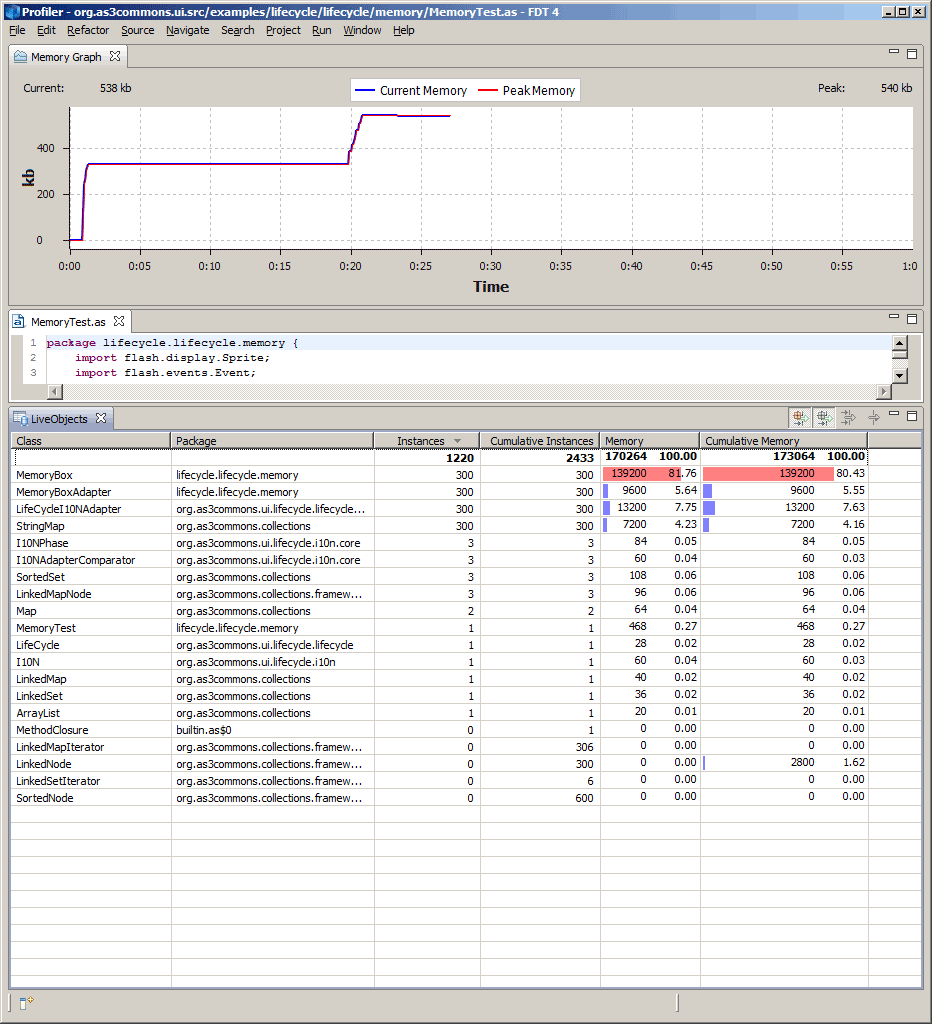 Profiler - org.as3commons.ui.src/examples/lifecycle/lifecycle/memory/MemoryTest.as - FDT 4
File Edit Refactor Source Navigate Search Project Run Window Help
Memory Graph
Current: 538 kb Current Memory Peak Memory Peak: 540 kb
400
200
0
kb
0:00 0:05 0:10 0:15 0:20 0:25 0:30 0:35 0:40 0:45 0:50 0:55 1:0
Time
MemoryTest.as
1 package lifecycle.lifecycle.memory {
2 import flash.display.Sprite;
3 import flash.events.Event;
LiveObjects
Class Package Instances Cumulative Instances Memory Cumulative Memory
1220 2433 170264 100.00 173064 100.00
MemoryBox lifecycle.lifecycle.memory 300 300 139200 81.76 139200 80.43
MemoryBoxAdapter lifecycle.lifecycle.memory 300 300 9600 5.64 9600 5.55
LifeCycleI10NAdapter org.as3commons.ui.lifecycle.lifecycle... 300 300 13200 7.75 13200 7.63
StringMap org.as3commons.collections 300 300 7200 4.23 7200 4.16
I10NPhase org.as3commons.ui.lifecycle.i10n.core 3 3 84 0.05 84 0.05
I10NAdapterComparator org.as3commons.ui.lifecycle.i10n.core 3 3 60 0.04 60 0.03
SortedSet org.as3commons.collections 3 3 108 0.06 108 0.06
LinkedMapNode org.as3commons.collections.framew... 3 3 96 0.06 96 0.06
Map org.as3commons.collections 2 2 64 0.04 64 0.04
MemoryTest lifecycle.lifecycle.memory 1 1 468 0.27 468 0.27
LifeCycle org.as3commons.ui.lifecycle.lifecycle 1 1 28 0.02 28 0.02
I10N org.as3commons.ui.lifecycle.i10n 1 1 60 0.04 60 0.03
LinkedMap org.as3commons.collections 1 1 40 0.02 40 0.02
LinkedSet org.as3commons.collections 1 1 36 0.02 36 0.02
ArrayList org.as3commons.collections 1 1 20 0.01 20 0.01
MethodClosure builtin.as$0 0 1 0 0.00 0 0.00
LinkedMapIterator org.as3commons.collections.framew... 0 306 0 0.00 0 0.00
LinkedNode org.as3commons.collections.framew... 0 300 0 0.00 2800 1.62
LinkedSetIterator org.as3commons.collections.framew... 0 6 0 0.00 0 0.00
SortedNode org.as3commons.collections.framew... 0 600 0 0.00 0 0.00